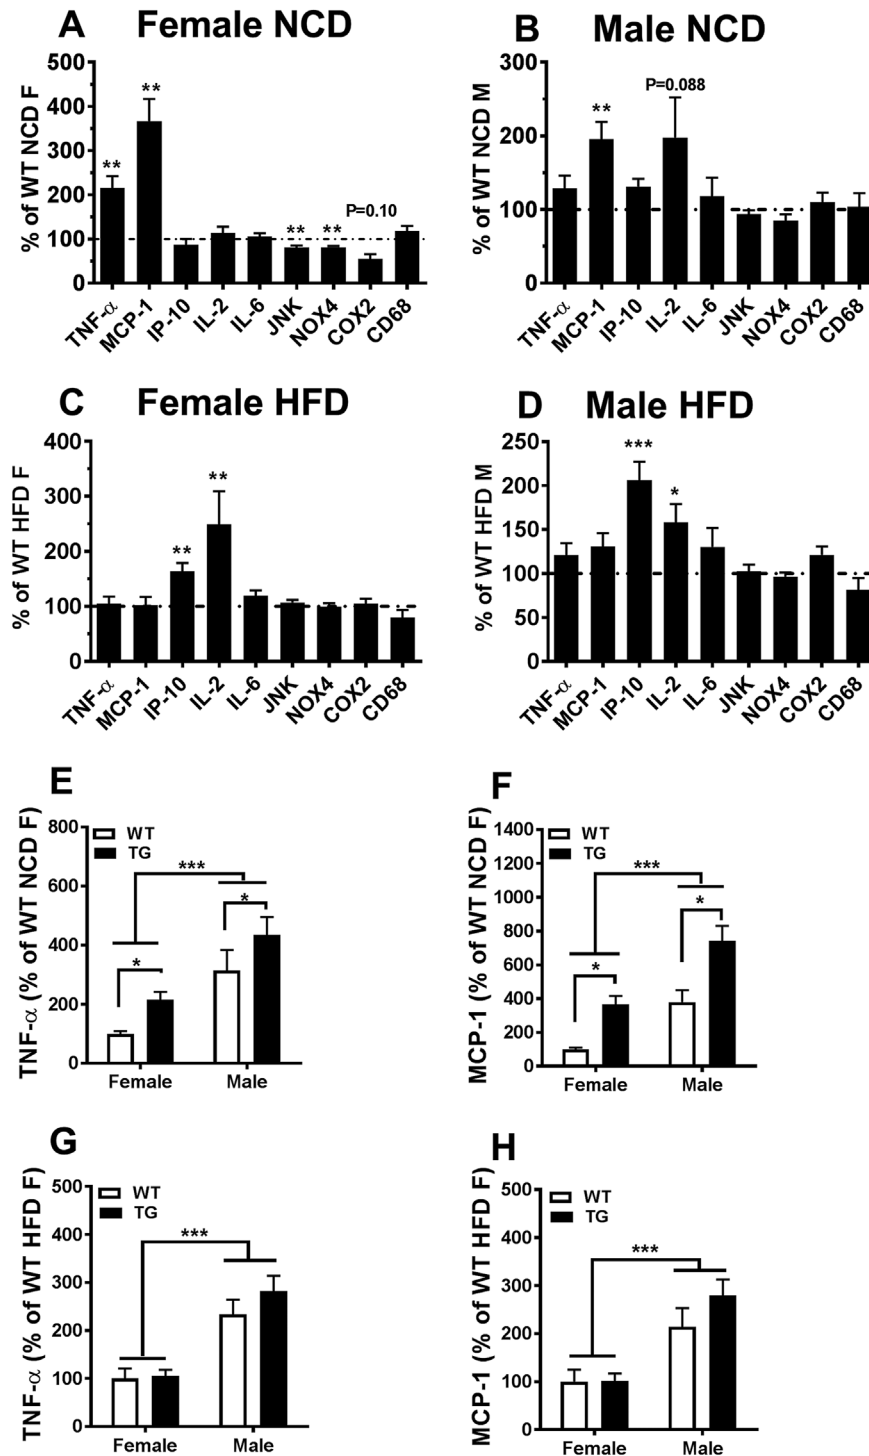 A Female NCD
% of WT NCD F
500
400
300
200
100
0
**
**
**
**
P=0.10
TNF-α MCP-1 IP-10 IL-2 IL-6 JNK NOX4 COX2 CD68
B Male NCD
% of WT NCD M
300
200
100
0
**
P=0.088
TNF-α MCP-1 IP-10 IL-2 IL-6 JNK NOX4 COX2 CD68
C Female HFD
% of WT HFD F
400
300
200
100
0
**
**
TNF-α MCP-1 IP-10 IL-2 IL-6 JNK NOX4 COX2 CD68
D Male HFD
% of WT HFD M
250
200
150
100
50
0
***
*
TNF-α MCP-1 IP-10 IL-2 IL-6 JNK NOX4 COX2 CD68
E
TNF-α (% of WT NCD F)
800
600
400
200
0
WT
TG
***
*
*
Female Male
F
MCP-1 (% of WT NCD F)
1400
1200
1000
800
600
400
200
0
WT
TG
***
*
*
Female Male
G
TNF-α (% of WT HFD F)
500
400
300
200
100
0
WT
TG
***
Female Male
H
MCP-1 (% of WT HFD F)
500
400
300
200
100
0
WT
TG
***
Female Male